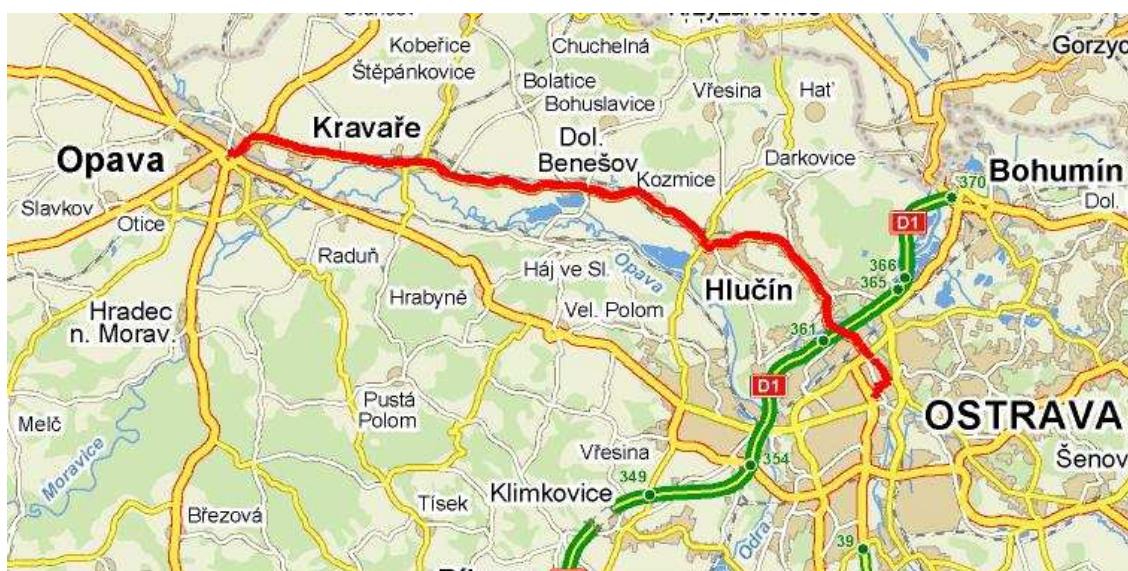 Kobeřice
Chuchelná
Gorzyc
Štěpánkovice
Bolatice
Vřesina
Hať
Bohuslavice
Kravaře
Dol.
Benešov
Darkovice
Opava
Kozmice
370
Bohumín
Slavkov
Dol.
Otice
D1
Raduň
Háj ve Sl.
Opava
366
365
Hlučín
Hrabyně
Hradec
n. Morav.
Vel. Polom
361
D1
Pustá
Polom
OSTRAVA
Melč
Vřesina
354
Šenov
Moravice
349
Klimkovice
Tísek
Březová
Odra
39